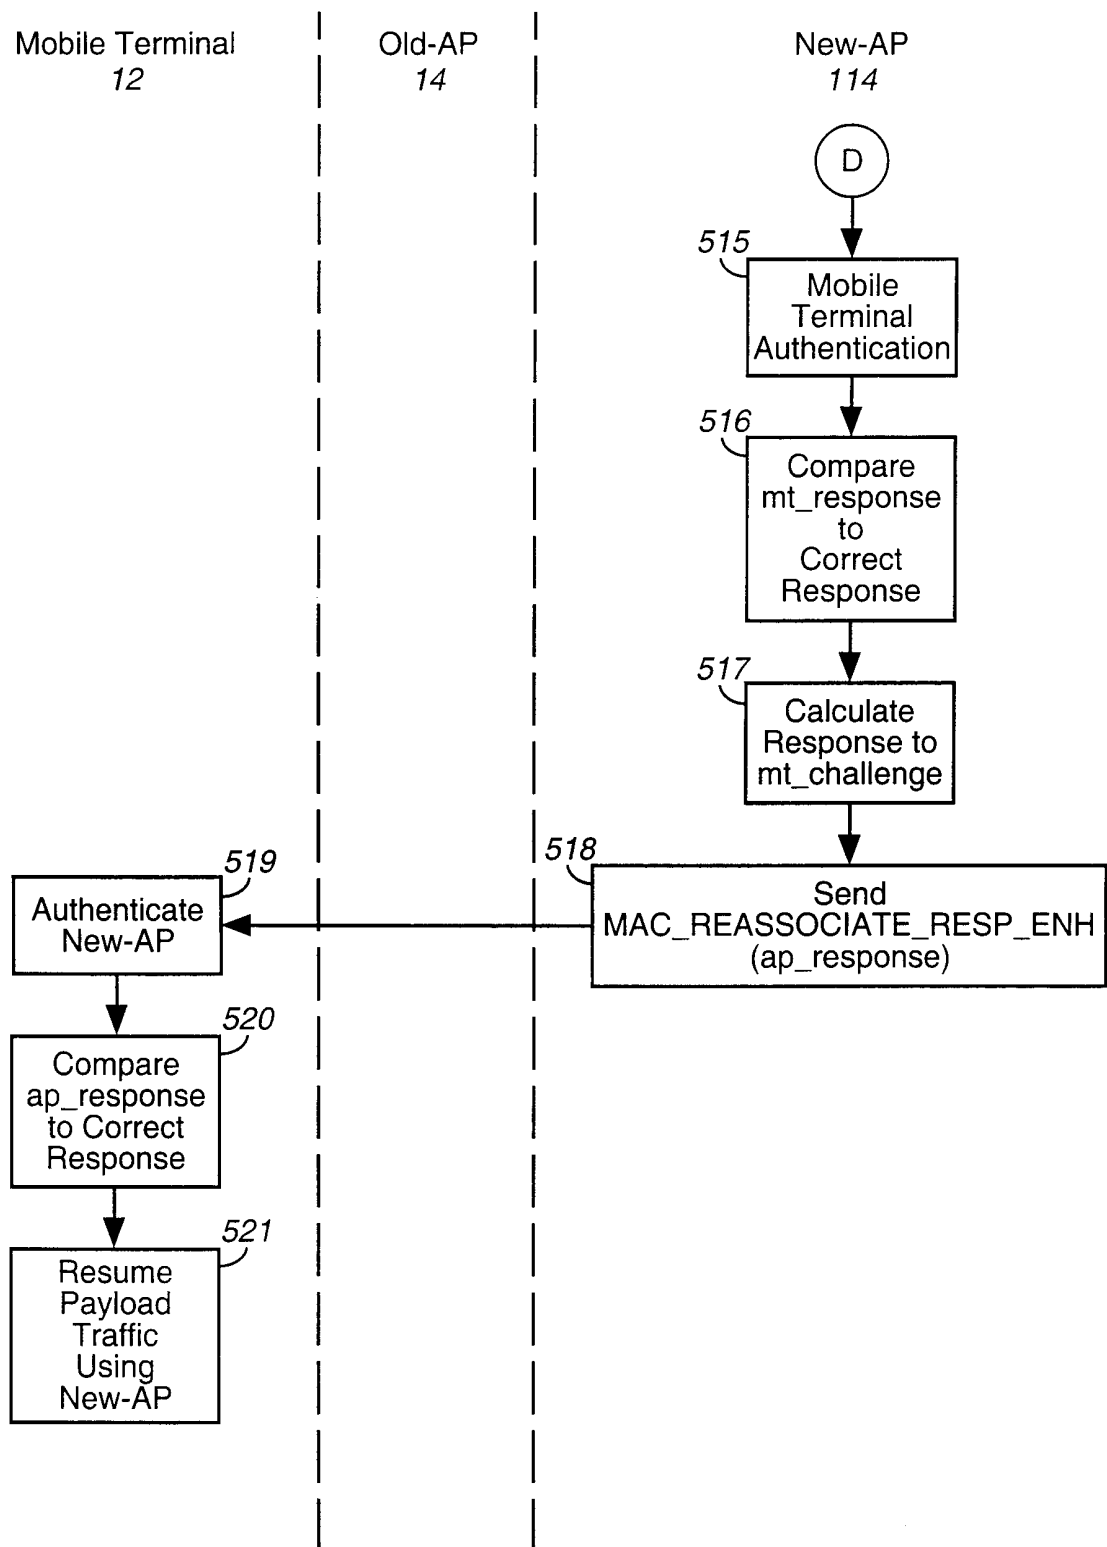 Mobile Terminal
12
Old-AP
14
New-AP
114
D
515
Mobile
Terminal
Authentication
516
Compare
mt_response
to
Correct
Response
517
Calculate
Response to
mt_challenge
518
Send
MAC_REASSOCIATE_RESP_ENH
(ap_response)
519
Authenticate
New-AP
520
Compare
ap_response
to Correct
Response
521
Resume
Payload
Traffic
Using
New-AP